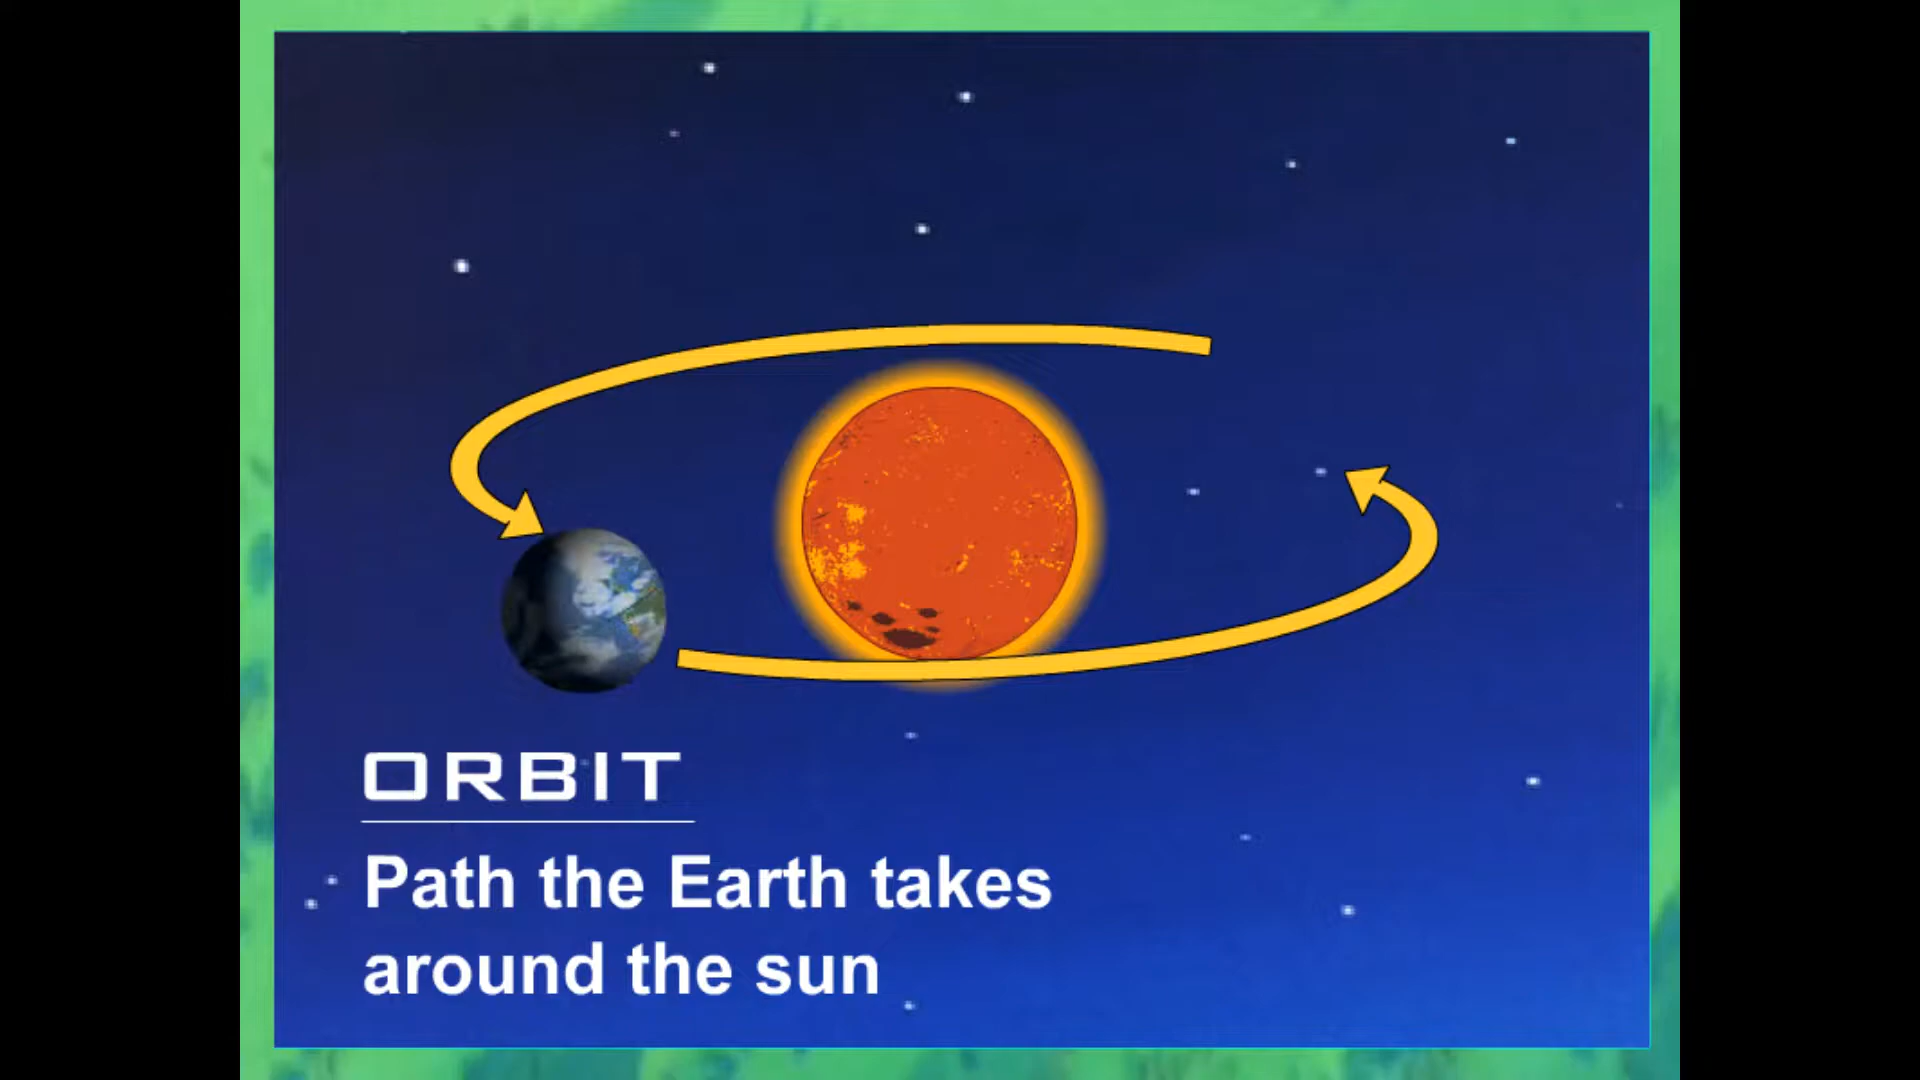 ORBIT
Path the Earth takes
around the sun